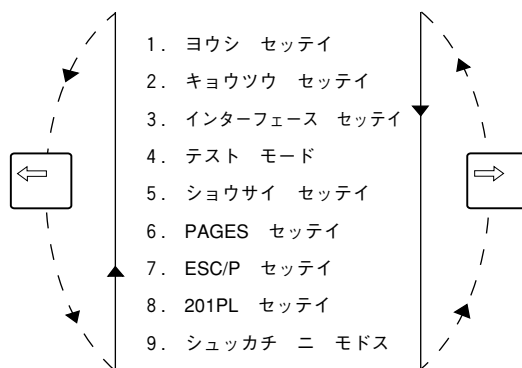 1. ヨウシ セッテイ
2. キョウツウ セッテイ
3. インターフェース セッテイ
4. テスト モード
5. ショウサイ セッテイ
6. PAGES セッテイ
7. ESC/P セッテイ
8. 201PL セッテイ
9. シュッカチ ニ モドス